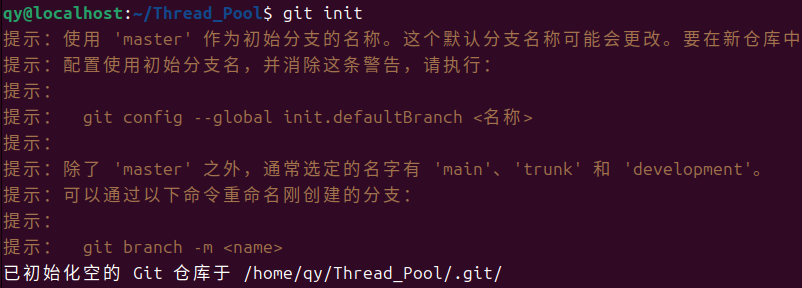 qy@localhost:~/Thread_Pool$ git init
提示：使用 'master' 作为初始分支的名称。这个默认分支名称可能会更改。要在新仓库中
提示：配置使用初始分支名，并消除这条警告，请执行：
提示：
提示：  git config --global init.defaultBranch <名称>
提示：
提示：除了 'master' 之外，通常选定的名字有 'main'、'trunk' 和 'development'。
提示：可以通过以下命令重命名刚创建的分支：
提示：
提示：  git branch -m <name>
已初始化空的 Git 仓库于 /home/qy/Thread_Pool/.git/